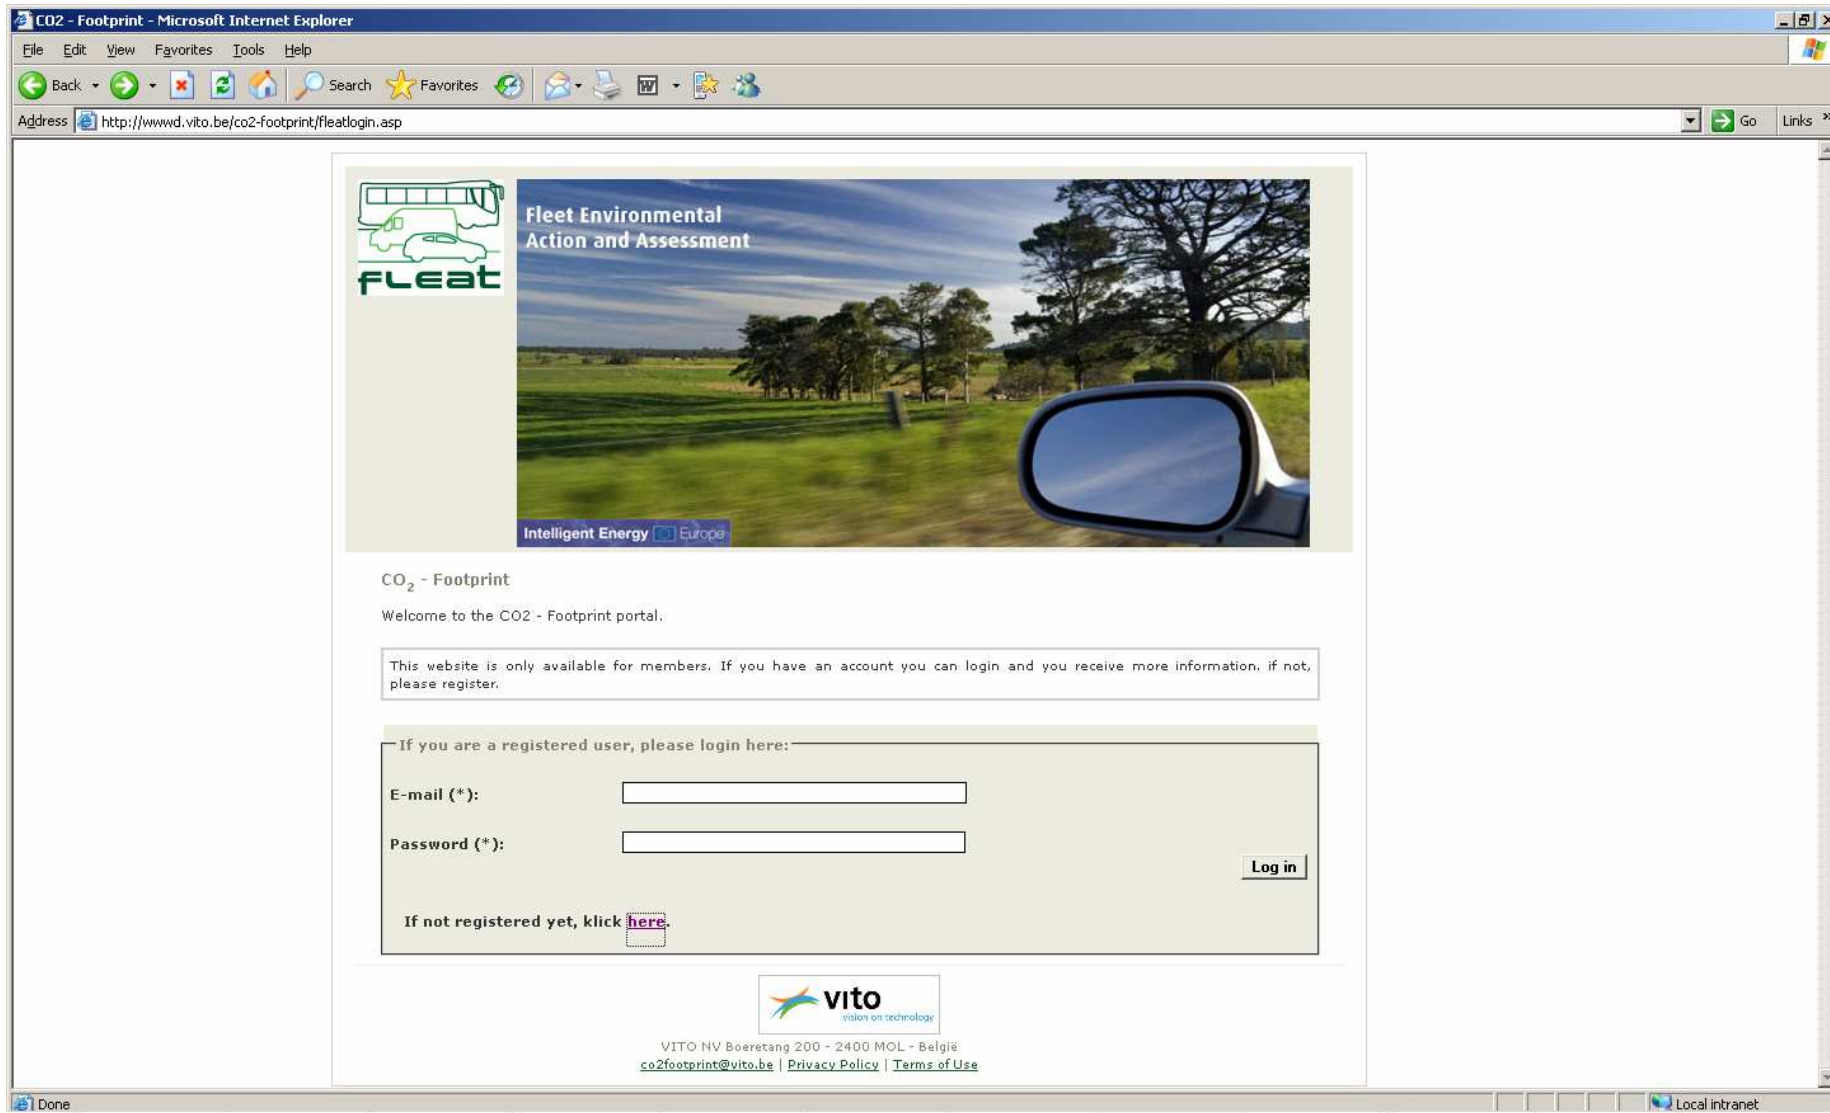 CO2 - Footprint - Microsoft Internet Explorer
File Edit View Favorites Tools Help
Back Search Favorites
Address http://wwwd.vito.be/co2-footprint/fleatlogin.asp Go Links »
Fleet Environmental
Action and Assessment
fLeat
Intelligent Energy Europe
CO₂ - Footprint
Welcome to the CO2 - Footprint portal.
This website is only available for members. If you have an account you can login and you receive more information. if not,
please register.
If you are a registered user, please login here:
E-mail (*):
Password (*):
Log in
If not registered yet, klick here.
vito
vision on technology
VITO NV Boeretang 200 - 2400 MOL - België
co2footprint@vito.be | Privacy Policy | Terms of Use
Done Local intranet